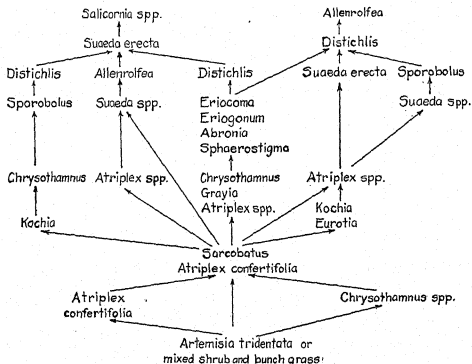 Salicornia spp.
Allenrolfea
Suaeda erecta
Distichlis
Distichlis
Allenrolfea
Distichlis
Suaeda erecta
Sporobolus
Sporobolus
Suaeda spp.
Eriocoma
Suaeda spp.
Eriogonum
Abronia
Sphaerostigma
Chrysothamnus
Atriplex spp.
Chrysothamnus
Atriplex spp.
Grayia
Atriplex spp.
Kochia
Kochia
Eurotia
Sarcobatus
Atriplex confertifolia
Atriplex
confertifolia
Chrysothamnus spp.
Artemisia tridentata or
mixed shrub and bunch grass